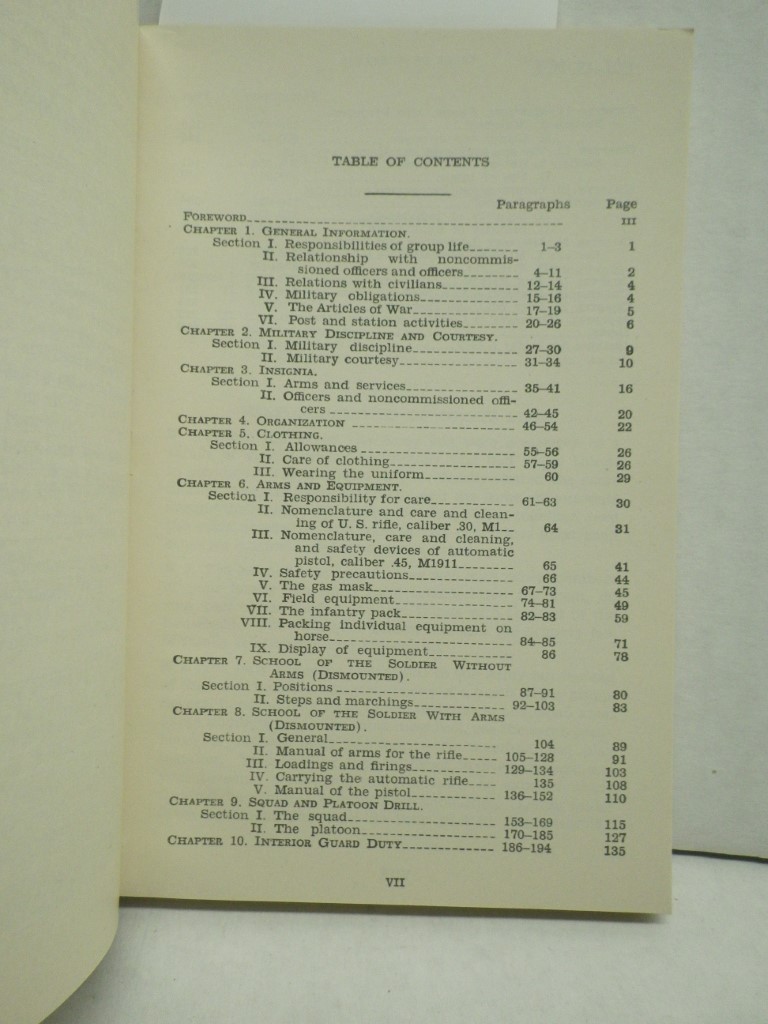 TABLE OF CONTENTS
Paragraphs Page
FOREWORD III
CHAPTER 1. GENERAL INFORMATION.
Section I. Responsibilities of group life 1–3 1
II. Relationship with noncommis-
sioned officers and officers 4–11 2
III. Relations with civilians 12–14 4
IV. Military obligations 15–16 4
V. The Articles of War 17–19 5
VI. Post and station activities 20–26 6
CHAPTER 2. MILITARY DISCIPLINE AND COURTESY.
Section I. Military discipline 27–30 9
II. Military courtesy 31–34 10
CHAPTER 3. INSIGNIA.
Section I. Arms and services 35–41 16
II. Officers and noncommissioned offi-
cers 42–45 20
CHAPTER 4. ORGANIZATION 46–54 22
CHAPTER 5. CLOTHING.
Section I. Allowances 55–56 26
II. Care of clothing 57–59 26
III. Wearing the uniform 60 29
CHAPTER 6. ARMS AND EQUIPMENT.
Section I. Responsibility for care 61–63 30
II. Nomenclature and care and clean-
ing of U. S. rifle, caliber .30, M1 64 31
III. Nomenclature, care and cleaning,
and safety devices of automatic
pistol, caliber .45, M1911 65 41
IV. Safety precautions 66 44
V. The gas mask 67–73 45
VI. Field equipment 74–81 49
VII. The infantry pack 82–83 59
VIII. Packing individual equipment on
horse 84–85 71
IX. Display of equipment 86 78
CHAPTER 7. SCHOOL OF THE SOLDIER WITHOUT
ARMS (DISMOUNTED).
Section I. Positions 87–91 80
II. Steps and marchings 92–103 83
CHAPTER 8. SCHOOL OF THE SOLDIER WITH ARMS
(DISMOUNTED).
Section I. General 104 89
II. Manual of arms for the rifle 105–128 91
III. Loadings and firings 129–134 103
IV. Carrying the automatic rifle 135 108
V. Manual of the pistol 136–152 110
CHAPTER 9. SQUAD AND PLATOON DRILL.
Section I. The squad 153–169 115
II. The platoon 170–185 127
CHAPTER 10. INTERIOR GUARD DUTY 186–194 135
VII